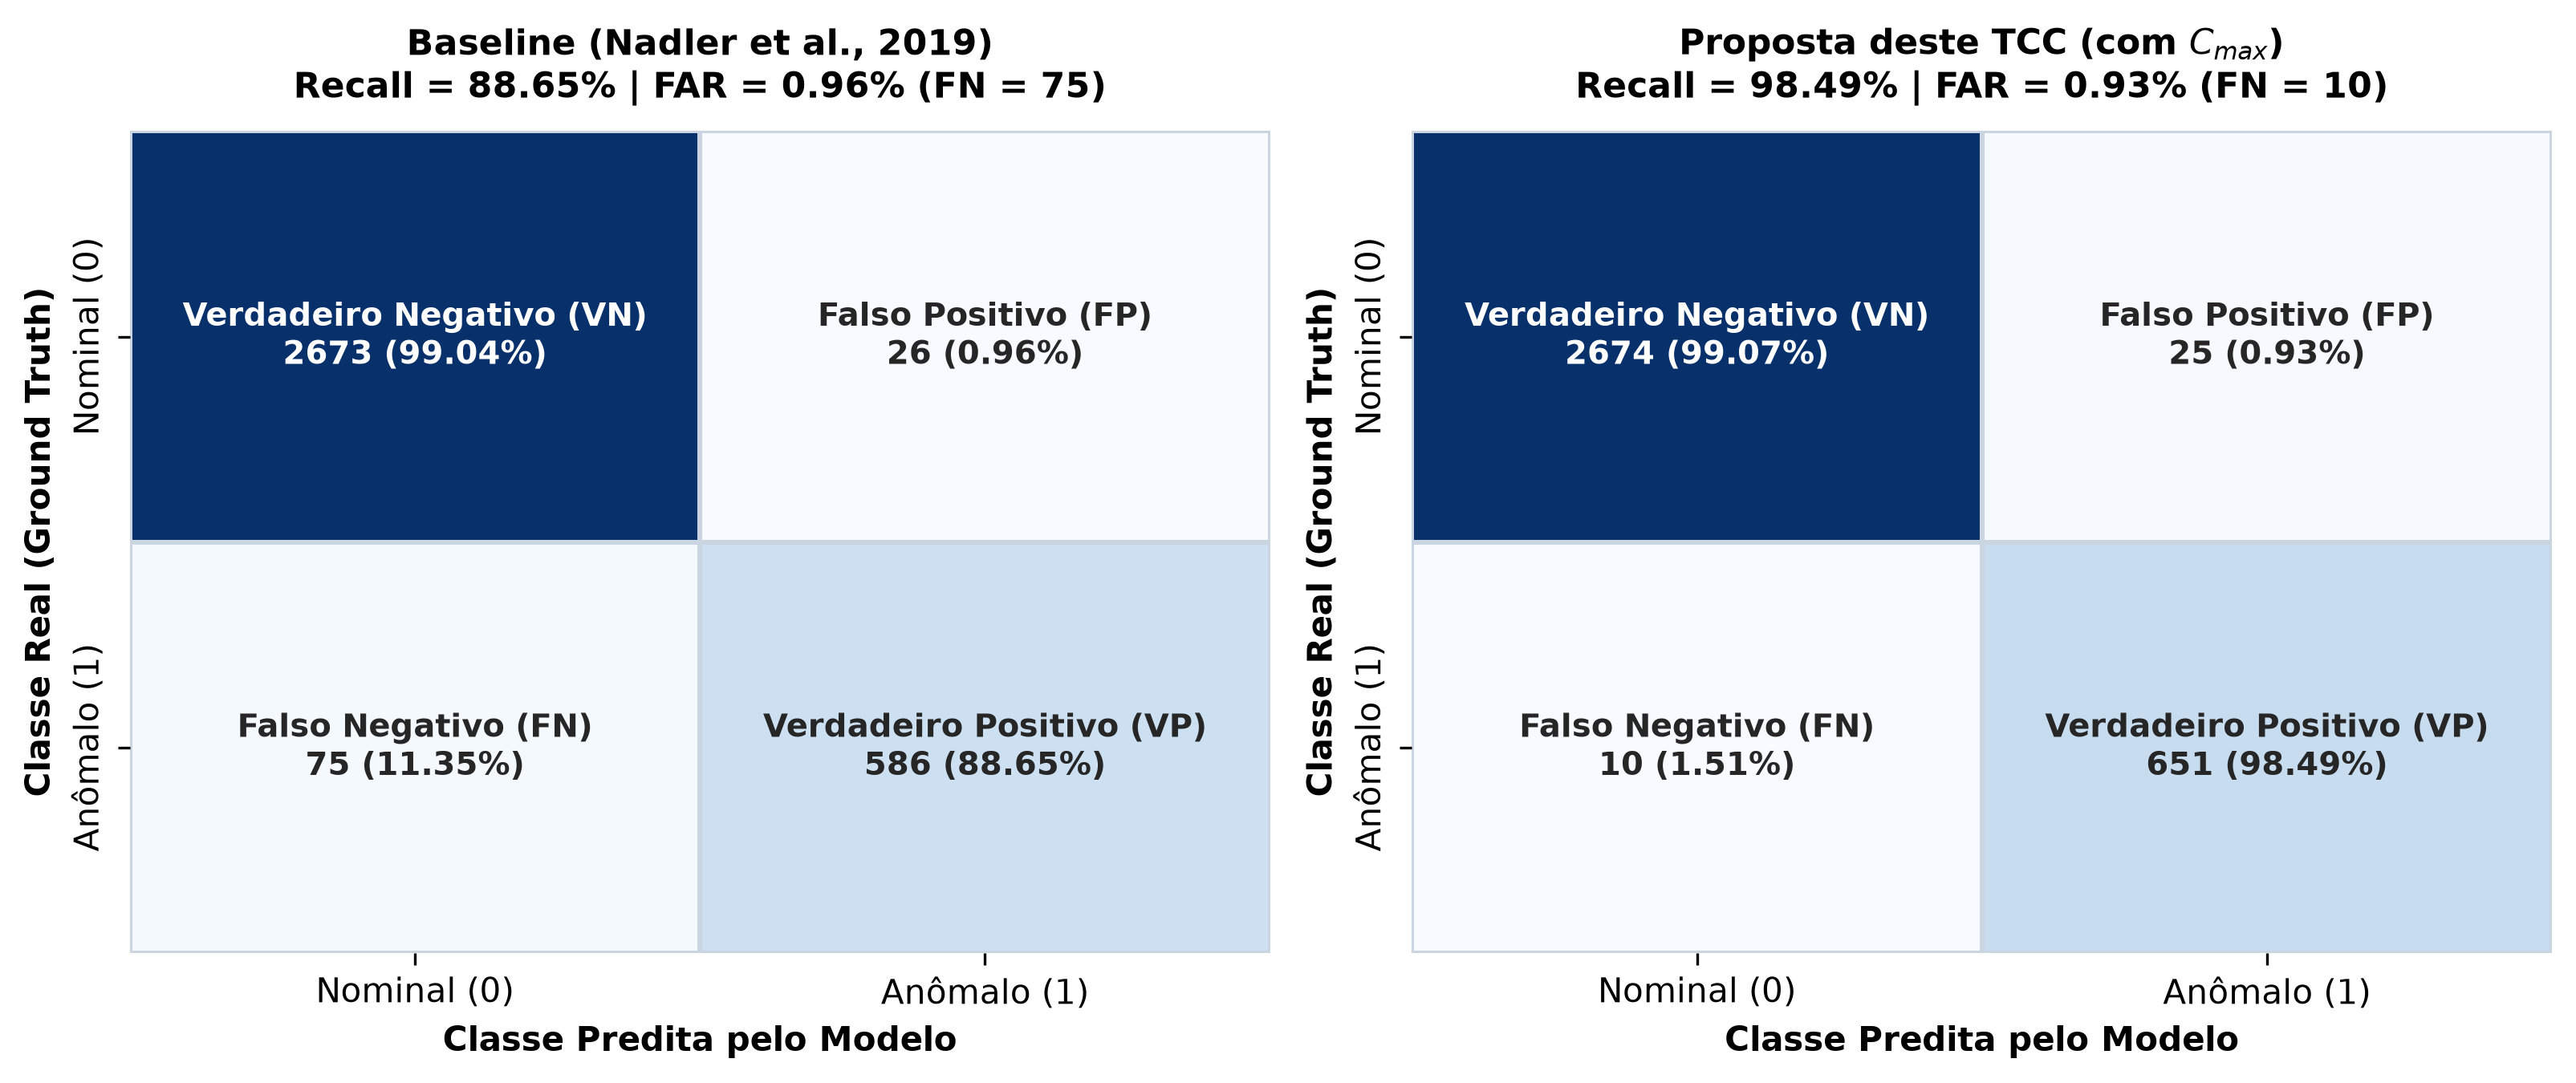 Baseline (Nadler et al., 2019)
Recall = 88.65% | FAR = 0.96% (FN = 75)
Classe Real (Ground Truth)
Nominal (0)
Anômalo (1)
Verdadeiro Negativo (VN)
2673 (99.04%)
Falso Positivo (FP)
26 (0.96%)
Falso Negativo (FN)
75 (11.35%)
Verdadeiro Positivo (VP)
586 (88.65%)
Nominal (0)
Anômalo (1)
Classe Predita pelo Modelo
Proposta deste TCC (com Cmax)
Recall = 98.49% | FAR = 0.93% (FN = 10)
Classe Real (Ground Truth)
Nominal (0)
Anômalo (1)
Verdadeiro Negativo (VN)
2674 (99.07%)
Falso Positivo (FP)
25 (0.93%)
Falso Negativo (FN)
10 (1.51%)
Verdadeiro Positivo (VP)
651 (98.49%)
Nominal (0)
Anômalo (1)
Classe Predita pelo Modelo